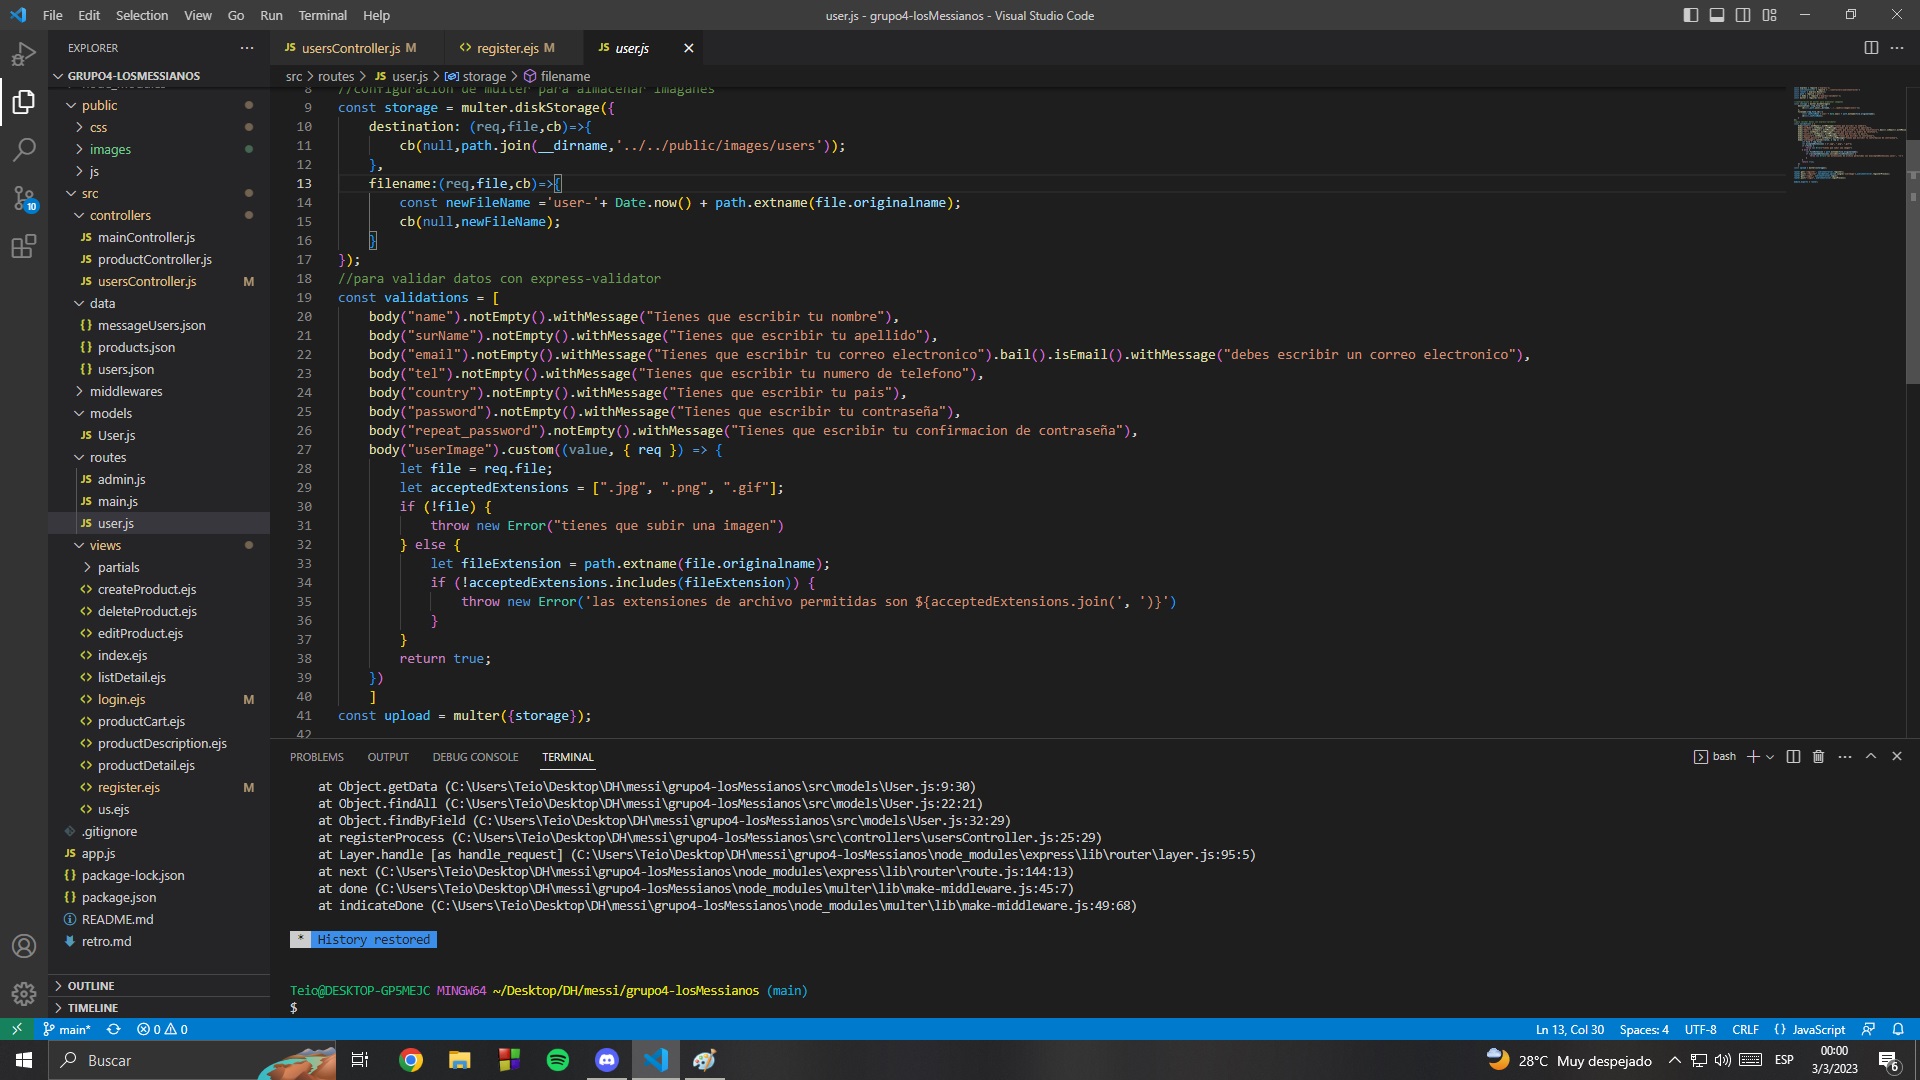 File Edit Selection View Go Run Terminal Help
user.js - grupo4-losMessianos - Visual Studio Code
EXPLORER
GRUPO4-LOSMESSIANOS
node_modules
public
css
images
js
src
controllers
mainController.js
productController.js
usersController.js M
data
messageUsers.json
products.json
users.json
middlewares
models
User.js
routes
admin.js
main.js
user.js
views
partials
createProduct.ejs
deleteProduct.ejs
editProduct.ejs
index.ejs
listDetail.ejs
login.ejs M
productCart.ejs
productDescription.ejs
productDetail.ejs
register.ejs M
us.ejs
.gitignore
app.js
package-lock.json
package.json
README.md
retro.md
OUTLINE
TIMELINE
10
usersController.js M register.ejs M user.js
src > routes > JS user.js > storage > filename
8 //configuracion de multer para almacenar imaganes
9 const storage = multer.diskStorage({
10 destination: (req,file,cb)=>{
11 cb(null,path.join(__dirname,'../../public/images/users'));
12 },
13 filename:(req,file,cb)=>{
14 const newFileName ='user-'+ Date.now() + path.extname(file.originalname);
15 cb(null,newFileName);
16 }
17 });
18 //para validar datos con express-validator
19 const validations = [
20 body("name").notEmpty().withMessage("Tienes que escribir tu nombre"),
21 body("surName").notEmpty().withMessage("Tienes que escribir tu apellido"),
22 body("email").notEmpty().withMessage("Tienes que escribir tu correo electronico").bail().isEmail().withMessage("debes escribir un correo electronico"),
23 body("tel").notEmpty().withMessage("Tienes que escribir tu numero de telefono"),
24 body("country").notEmpty().withMessage("Tienes que escribir tu pais"),
25 body("password").notEmpty().withMessage("Tienes que escribir tu contraseña"),
26 body("repeat_password").notEmpty().withMessage("Tienes que escribir tu confirmacion de contraseña"),
27 body("userImage").custom((value, { req }) => {
28 let file = req.file;
29 let acceptedExtensions = [".jpg", ".png", ".gif"];
30 if (!file) {
31 throw new Error("tienes que subir una imagen")
32 } else {
33 let fileExtension = path.extname(file.originalname);
34 if (!acceptedExtensions.includes(fileExtension)) {
35 throw new Error('las extensiones de archivo permitidas son ${acceptedExtensions.join(', ')}')
36 }
37 }
38 return true;
39 })
40 ]
41 const upload = multer({storage});
42
PROBLEMS OUTPUT DEBUG CONSOLE TERMINAL
bash
at Object.getData (C:\Users\Teio\Desktop\DH\messi\grupo4-losMessianos\src\models\User.js:9:30)
at Object.findAll (C:\Users\Teio\Desktop\DH\messi\grupo4-losMessianos\src\models\User.js:22:21)
at Object.findByField (C:\Users\Teio\Desktop\DH\messi\grupo4-losMessianos\src\models\User.js:32:29)
at registerProcess (C:\Users\Teio\Desktop\DH\messi\grupo4-losMessianos\src\controllers\usersController.js:25:29)
at Layer.handle [as handle_request] (C:\Users\Teio\Desktop\DH\messi\grupo4-losMessianos\node_modules\express\lib\router\layer.js:95:5)
at next (C:\Users\Teio\Desktop\DH\messi\grupo4-losMessianos\node_modules\express\lib\router\route.js:144:13)
at done (C:\Users\Teio\Desktop\DH\messi\grupo4-losMessianos\node_modules\multer\lib\make-middleware.js:45:7)
at indicateDone (C:\Users\Teio\Desktop\DH\messi\grupo4-losMessianos\node_modules\multer\lib\make-middleware.js:49:68)
* History restored
Teio@DESKTOP-GP5MEJC MINGW64 ~/Desktop/DH/messi/grupo4-losMessianos (main)
$
main* 0 0
Ln 13, Col 30 Spaces: 4 UTF-8 CRLF {} JavaScript
Buscar
28°C Muy despejado
ESP
00:00
3/3/2023
6